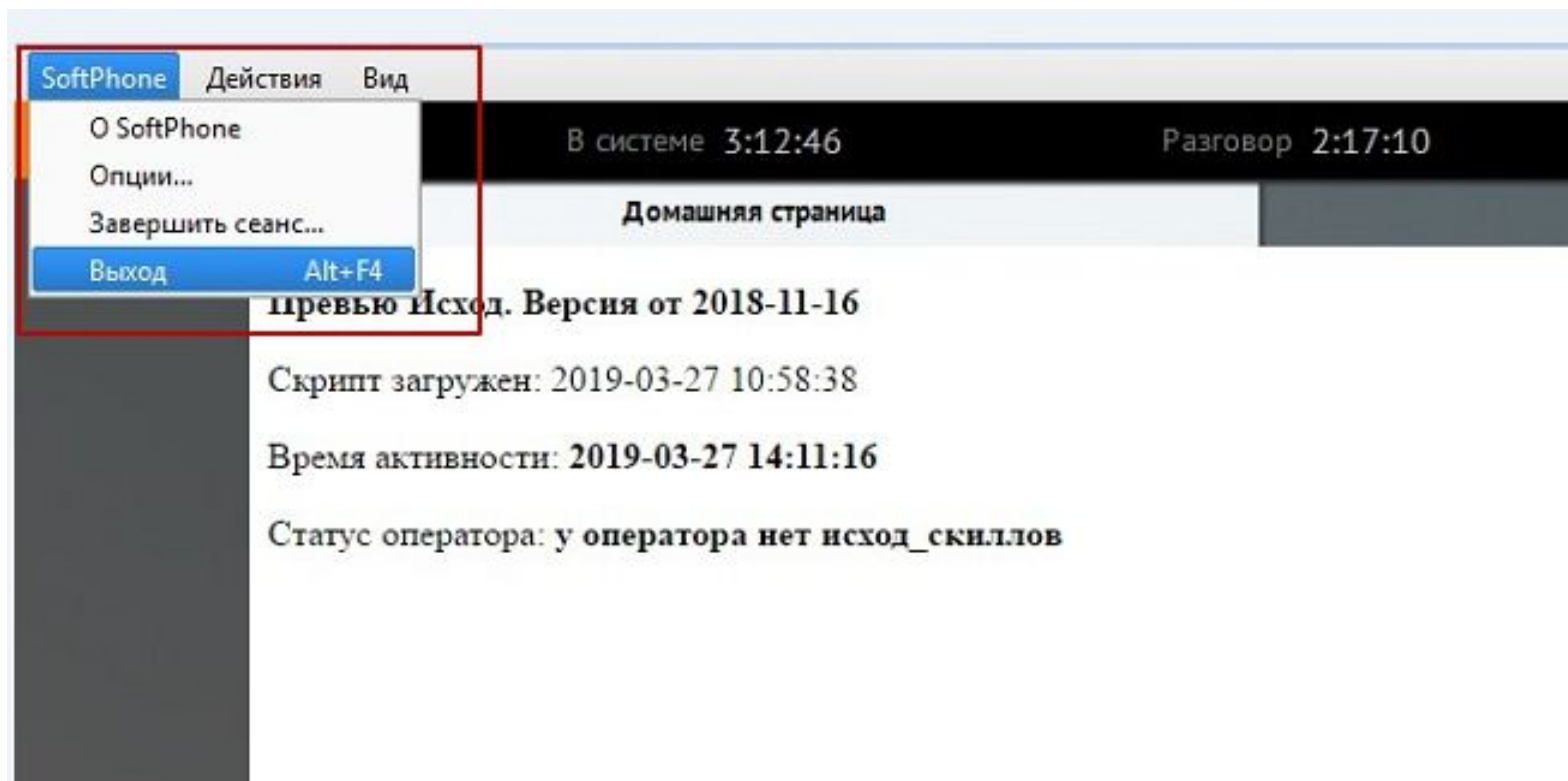 SoftPhone Действия Вид
О SoftPhone
Опции...
Завершить сеанс...
Выход Alt+F4
В системе 3:12:46 Разговор 2:17:10
Домашняя страница
Превью Исход. Версия от 2018-11-16
Скрипт загружен: 2019-03-27 10:58:38
Время активности: 2019-03-27 14:11:16
Статус оператора: у оператора нет исход_скиллов